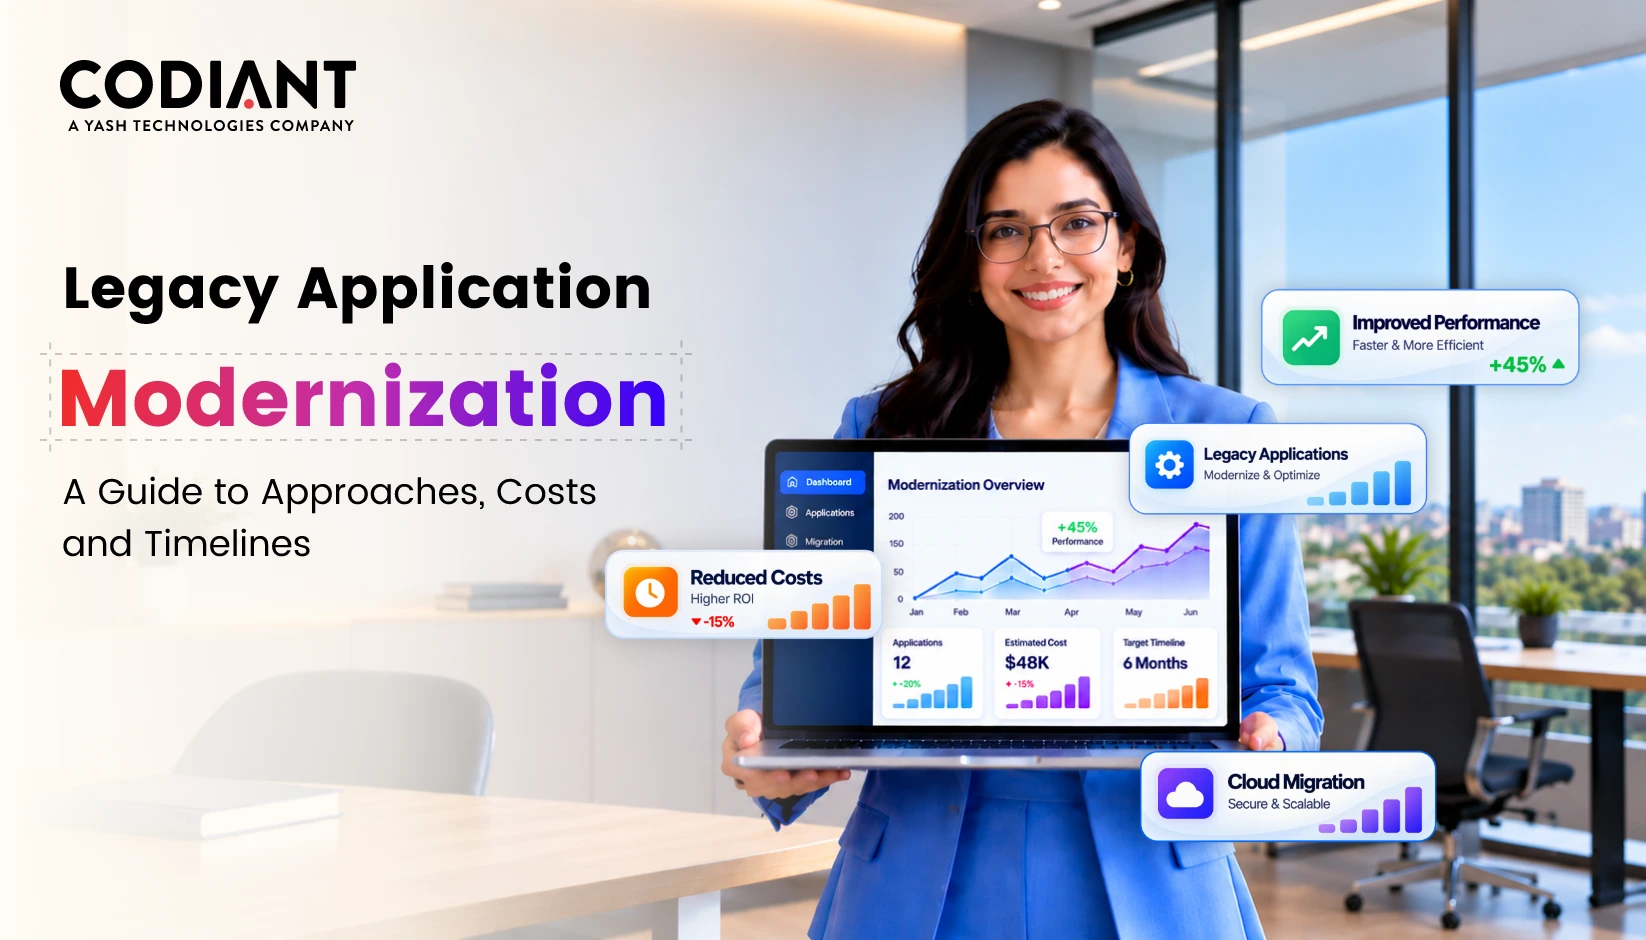 CODIANT
A YASH TECHNOLOGIES COMPANY
Legacy Application
Modernization
A Guide to Approaches, Costs
and Timelines
Improved Performance
Faster & More Efficient
+45%
Legacy Applications
Modernize & Optimize
Reduced Costs
Higher ROI
-15%
Cloud Migration
Secure & Scalable
Dashboard
Applications
Migration
Modernization Overview
200
150
50
0
+45%
Performance
Jan Feb Mar Apr May Jun
Applications
12
+ -20%
Estimated Cost
$48K
+ -15%
Target Timeline
6 Months